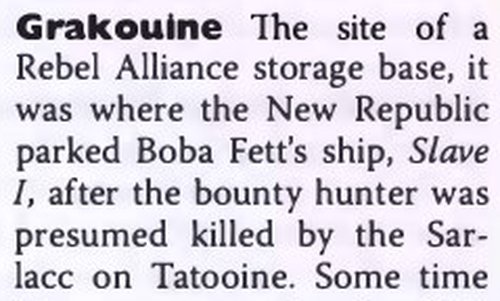 Grakouine The site of a
Rebel Alliance storage base, it
was where the New Republic
parked Boba Fett's ship, Slave
I, after the bounty hunter was
presumed killed by the Sar-
lacc on Tatooine. Some time